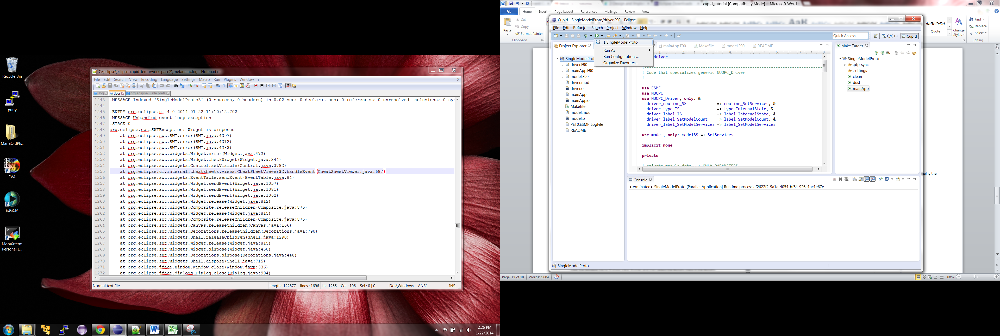 Recycle Bin
putty
MariaOldPh...
EVA
EdGCM
MobaXterm
Personal E...
C:\eclipse\eclipse-cupid-temp\workspace2\.metadata\.log - Notepad++
File Edit Search View Encoding Language Settings Macro Run Plugins Window ? X
log log org.eclipse.ui.ide.prefs
1243 !MESSAGE Indexed 'SingleModelProto3' (0 sources, 0 headers) in 0.02 sec: 0 declarations; 0 references; 0 unresolved inclusions; 0 syn
1244
1245 !ENTRY org.eclipse.ui 4 0 2014-01-22 11:10:12.702
1246 !MESSAGE Unhandled event loop exception
1247 !STACK 0
1248 org.eclipse.swt.SWTException: Widget is disposed
1249 at org.eclipse.swt.SWT.error(SWT.java:4397)
1250 at org.eclipse.swt.SWT.error(SWT.java:4312)
1251 at org.eclipse.swt.SWT.error(SWT.java:4283)
1252 at org.eclipse.swt.widgets.Widget.error(Widget.java:472)
1253 at org.eclipse.swt.widgets.Widget.checkWidget(Widget.java:344)
1254 at org.eclipse.swt.widgets.Control.setVisible(Control.java:3782)
1255 at org.eclipse.ui.internal.cheatsheets.views.CheatSheetViewer$2.handleEvent(CheatSheetViewer.java:687)
1256 at org.eclipse.swt.widgets.EventTable.sendEvent(EventTable.java:84)
1257 at org.eclipse.swt.widgets.Widget.sendEvent(Widget.java:1057)
1258 at org.eclipse.swt.widgets.Widget.sendEvent(Widget.java:1081)
1259 at org.eclipse.swt.widgets.Widget.sendEvent(Widget.java:1062)
1260 at org.eclipse.swt.widgets.Widget.release(Widget.java:812)
1261 at org.eclipse.swt.widgets.Composite.releaseChildren(Composite.java:875)
1262 at org.eclipse.swt.widgets.Widget.release(Widget.java:815)
1263 at org.eclipse.swt.widgets.Composite.releaseChildren(Composite.java:875)
1264 at org.eclipse.swt.widgets.Canvas.releaseChildren(Canvas.java:166)
1265 at org.eclipse.swt.widgets.Decorations.releaseChildren(Decorations.java:790)
1266 at org.eclipse.swt.widgets.Shell.releaseChildren(Shell.java:1290)
1267 at org.eclipse.swt.widgets.Widget.release(Widget.java:815)
1268 at org.eclipse.swt.widgets.Widget.dispose(Widget.java:450)
1269 at org.eclipse.swt.widgets.Decorations.dispose(Decorations.java:448)
1270 at org.eclipse.swt.widgets.Shell.dispose(Shell.java:715)
1271 at org.eclipse.jface.window.Window.close(Window.java:336)
1272 at org.eclipse.jface.dialogs.Dialog.close(Dialog.java:994)
Normal text file length : 122877 lines : 1696 Ln : 1255 Col : 106 Sel : 0 | 0 Dos\Windows ANSI INS
2:26 PM
1/22/2014
cupid_tutorial [Compatibility Mode] - Microsoft Word
File Home Insert Page Layout References Mailings Review View
Paste
Cut
Copy
Format Painter
Clipboard
AaBbCcDd
Quote
Change
Styles
Find
Replace
Select
Editing
Cupid - SingleModelProto/driver.F90 - Eclipse
File Edit Refactor Search Project Window Help
Quick Access C/C++ Cupid
1 SingleModelProto
Run As
Run Configurations...
Organize Favorites...
Project Explorer
SingleModelProt
driver.F90
mainApp.F90
model.F90
driver.mod
driver.o
mainApp
mainApp.o
Makefile
model.mod
model.o
PET0.ESMF_LogFile
README
mainApp.F90 Makefile model.F90 README
1 2 3 4 5 6 7 8
driver
! Code that specializes generic NUOPC_Driver
!-----------------------------------------------------------------------------
use ESMF
use NUOPC
use NUOPC_Driver, only: &
driver_routine_SS => routine_SetServices, &
driver_type_IS => type_InternalState, &
driver_label_IS => label_InternalState, &
driver_label_SetModelCount => label_SetModelCount, &
driver_label_SetModelServices => label_SetModelServices
use model, only: modelSS => SetServices
implicit none
private
! private module data --> ONLY PARAMETERS
Make Target
SingleModelProto
.ptp-sync
.settings
clean
dust
mainApp
Console
<terminated> SingleModelProto [Parallel Application] Runtime process ef2622f2-9a1a-4054-bf64-926e1ac1e67e
SingleModelProto
ging the
Page: 13 of 18 Words: 1,804 80%